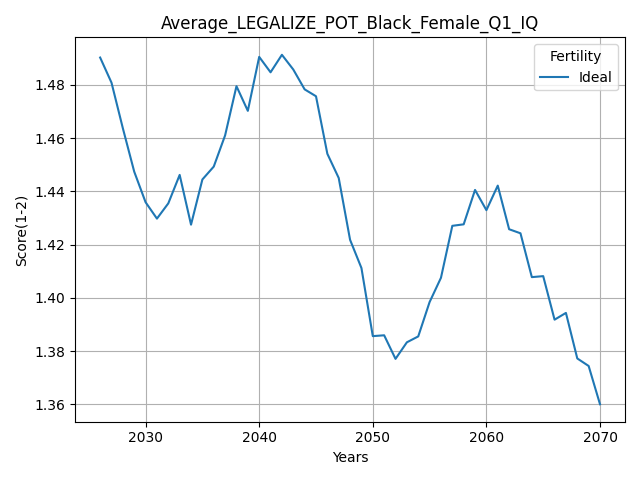 Average_LEGALIZE_POT_Black_Female_Q1_IQ
Fertility
Ideal
Score(1-2)
1.48
1.46
1.44
1.42
1.40
1.38
1.36
2030 2040 2050 2060 2070
Years